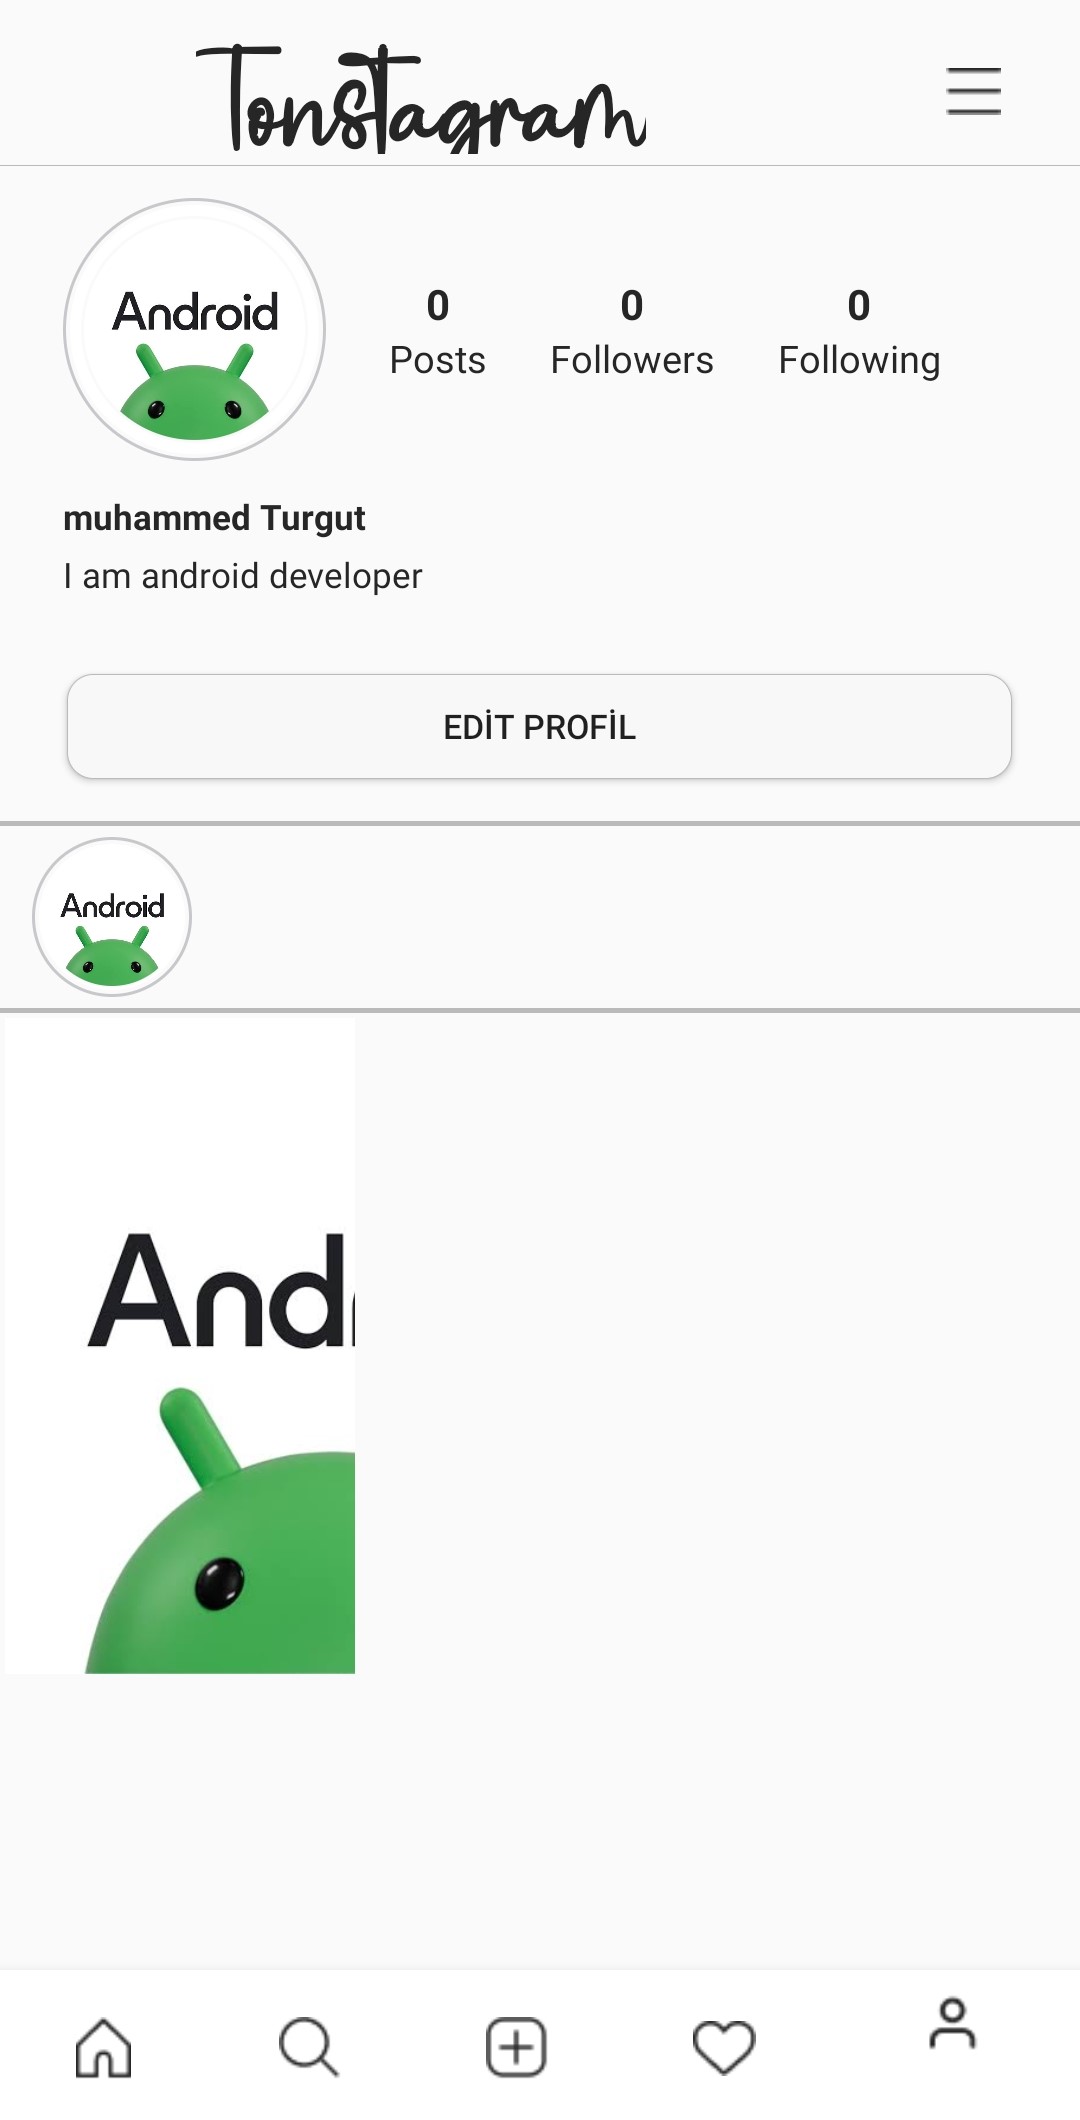 Tonstagram
Android
0 0 0
Posts Followers Following
muhammed Turgut
I am android developer
EDİT PROFİL
Android
And